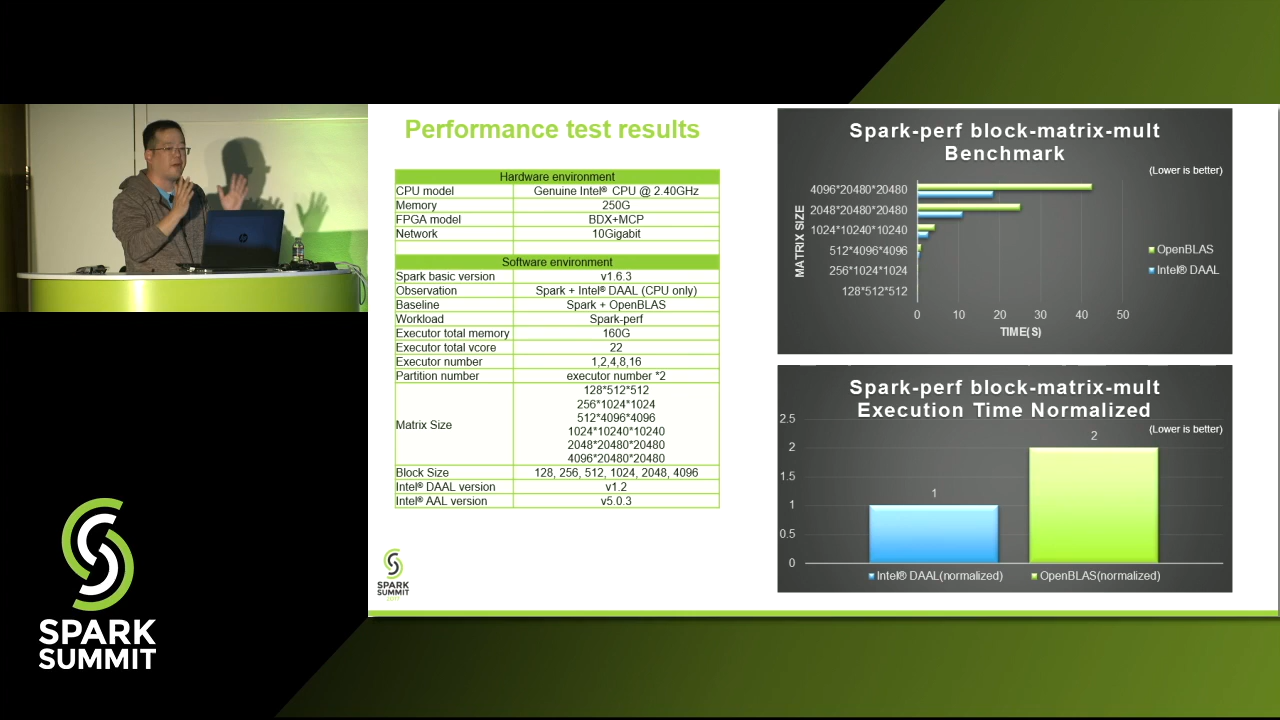 Performance test results
Hardware environment
CPU model Genuine Intel® CPU @ 2.40GHz
Memory 250G
FPGA model BDX+MCP
Network 10Gigabit
Software environment
Spark basic version v1.6.3
Observation Spark + Intel® DAAL (CPU only)
Baseline Spark + OpenBLAS
Workload Spark-perf
Executor total memory 160G
Executor total vcore 22
Executor number 1,2,4,8,16
Partition number executor number *2
Matrix Size
128*512*512
256*1024*1024
512*4096*4096
1024*10240*10240
2048*20480*20480
4096*20480*20480
Block Size 128, 256, 512, 1024, 2048, 4096
Intel® DAAL version v1.2
Intel® AAL version v5.0.3
SPARK
SUMMIT
Spark-perf block-matrix-mult
Benchmark
(Lower is better)
MATRIX SIZE
4096*20480*20480
2048*20480*20480
1024*10240*10240
512*4096*4096
256*1024*1024
128*512*512
0 10 20 30 40 50
TIME(S)
OpenBLAS
Intel® DAAL
Spark-perf block-matrix-mult
Execution Time Normalized
(Lower is better)
2.5
2
1.5
1
0.5
0
1
2
Intel® DAAL(normalized) OpenBLAS(normalized)
SPARK
SUMMIT
hp